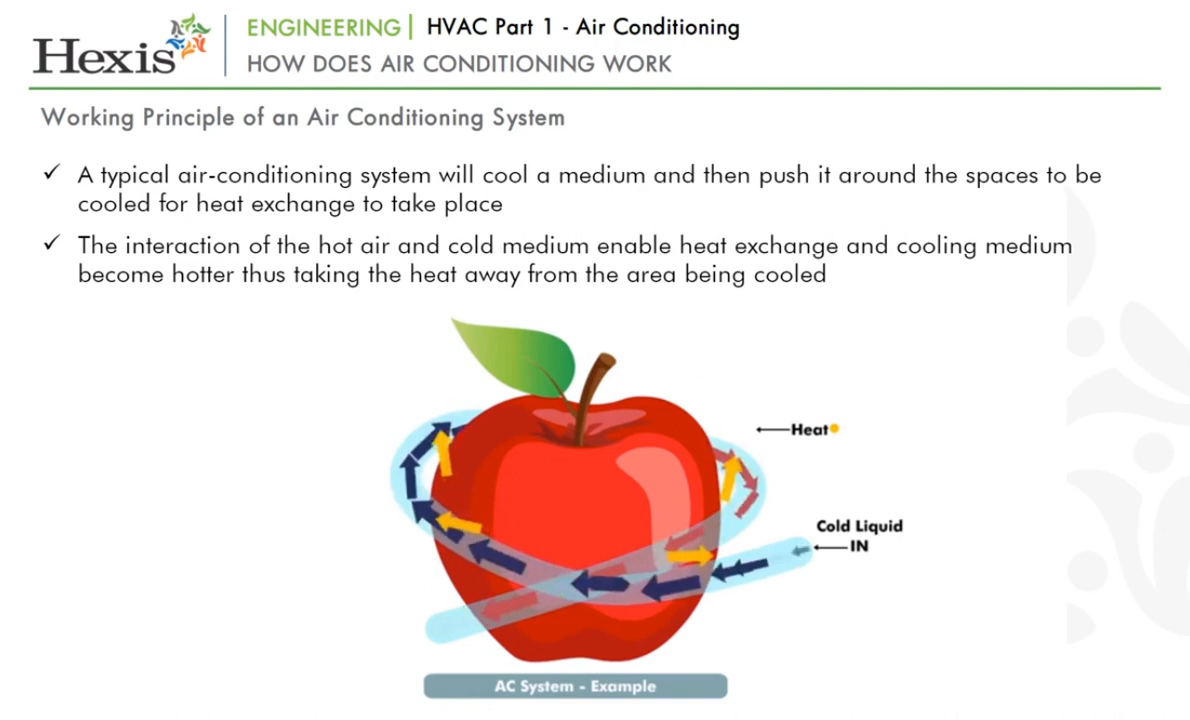 Hexis
ENGINEERING| HVAC Part 1 - Air Conditioning
HOW DOES AIR CONDITIONING WORK
Working Principle of an Air Conditioning System
✓ A typical air-conditioning system will cool a medium and then push it around the spaces to be
cooled for heat exchange to take place
✓ The interaction of the hot air and cold medium enable heat exchange and cooling medium
become hotter thus taking the heat away from the area being cooled
Heat
Cold Liquid
IN
AC System - Example